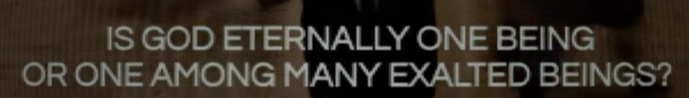 IS GOD ETERNALLY ONE BEING
OR ONE AMONG MANY EXALTED BEINGS?